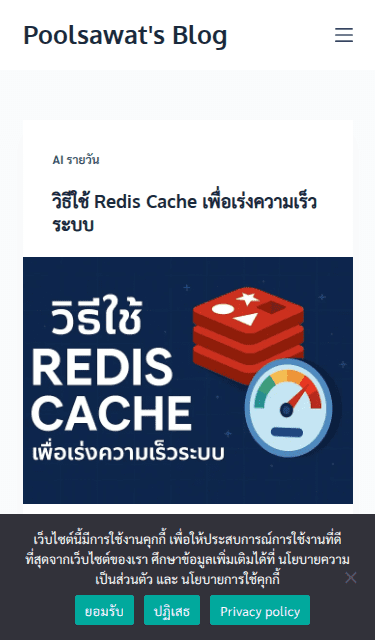 Poolsawat's Blog
AI รายวัน
วิธีใช้ Redis Cache เพื่อเร่งความเร็ว
ระบบ
วิธีใช้
REDIS
CACHE
เพื่อเร่งความเร็วระบบ
เว็บไซต์นี้มีการใช้งานคุกกี้ เพื่อให้ประสบการณ์การใช้งานที่ดี
ที่สุดจากเว็บไซต์ของเรา ศึกษาข้อมูลเพิ่มเติมได้ที่ นโยบายความ
เป็นส่วนตัว และ นโยบายการใช้คุกกี้
ยอมรับ
ปฏิเสธ
Privacy policy